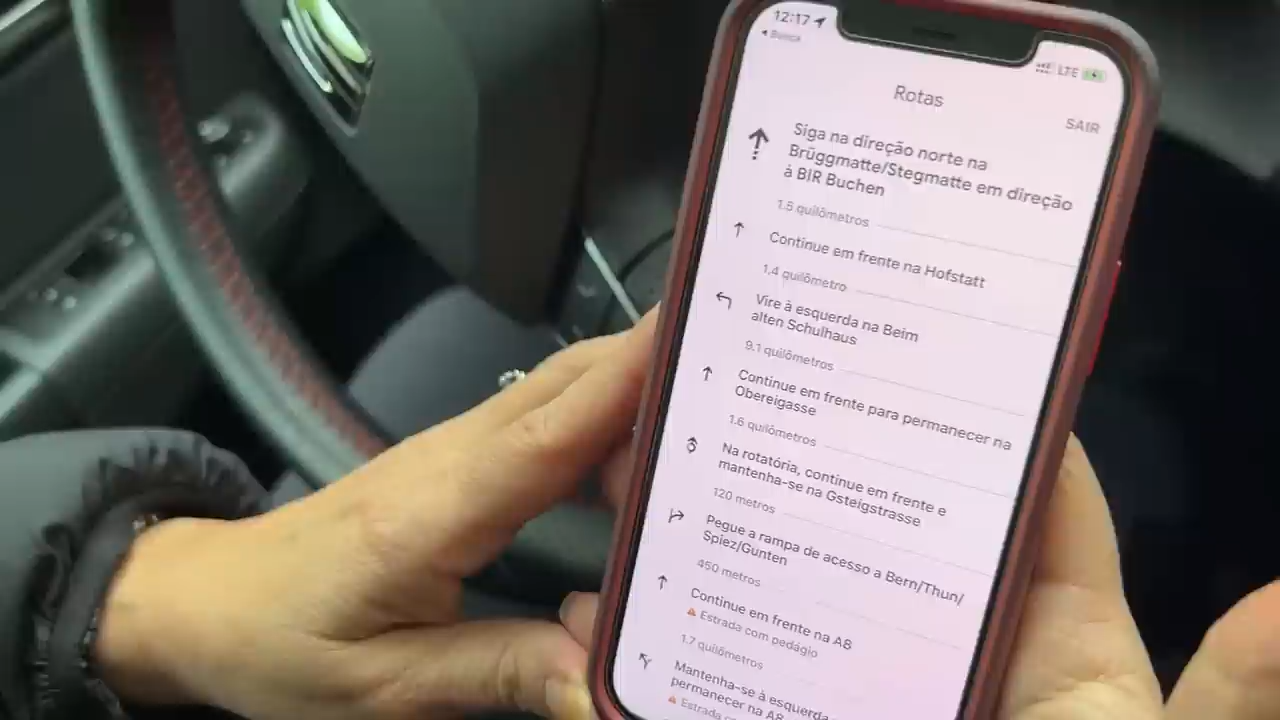 12:17
Busca
LTE
Rotas
SAIR
Siga na direção norte na
Brüggmatte/Stegmatte em direção
à BIR Buchen
1.5 quilômetros
Continue em frente na Hofstatt
1.4 quilômetro
Vire à esquerda na Beim
alten Schulhaus
9.1 quilômetros
Continue em frente para permanecer na
Obereigasse
1.6 quilômetros
Na rotatória, continue em frente e
mantenha-se na Gsteigstrasse
120 metros
Pegue a rampa de acesso a Bern/Thun/
Spiez/Gunten
450 metros
Continue em frente na A8
Estrada com pedágio
1.7 quilômetros
Mantenha-se à esquerda
permanecer na A8
Estrada co